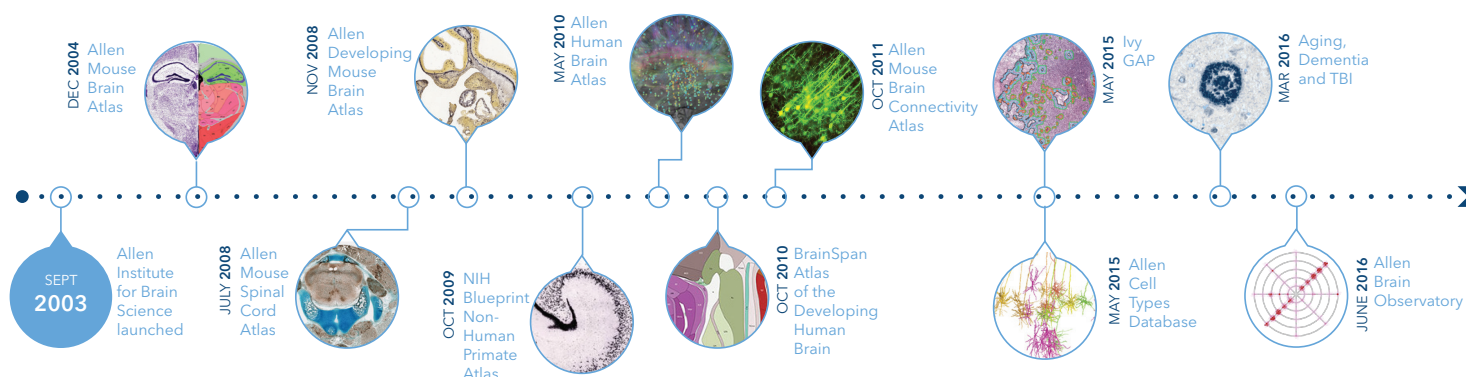 SEPT
2003
Allen
Institute
for Brain
Science
launched
DEC 2004
Allen
Mouse
Brain
Atlas
JULY 2008
Allen
Mouse
Spinal
Cord
Atlas
NOV 2008
Allen
Developing
Mouse
Brain
Atlas
OCT 2009
NIH
Blueprint
Non-
Human
Primate
Atlas
MAY 2010
Allen
Human
Brain
Atlas
OCT 2010
BrainSpan
Atlas
of the
Developing
Human
Brain
OCT 2011
Allen
Mouse
Brain
Connectivity
Atlas
MAY 2015
Ivy
GAP
MAY 2015
Allen
Cell
Types
Database
MAR 2016
Aging,
Dementia
and TBI
JUNE 2016
Allen
Brain
Observatory